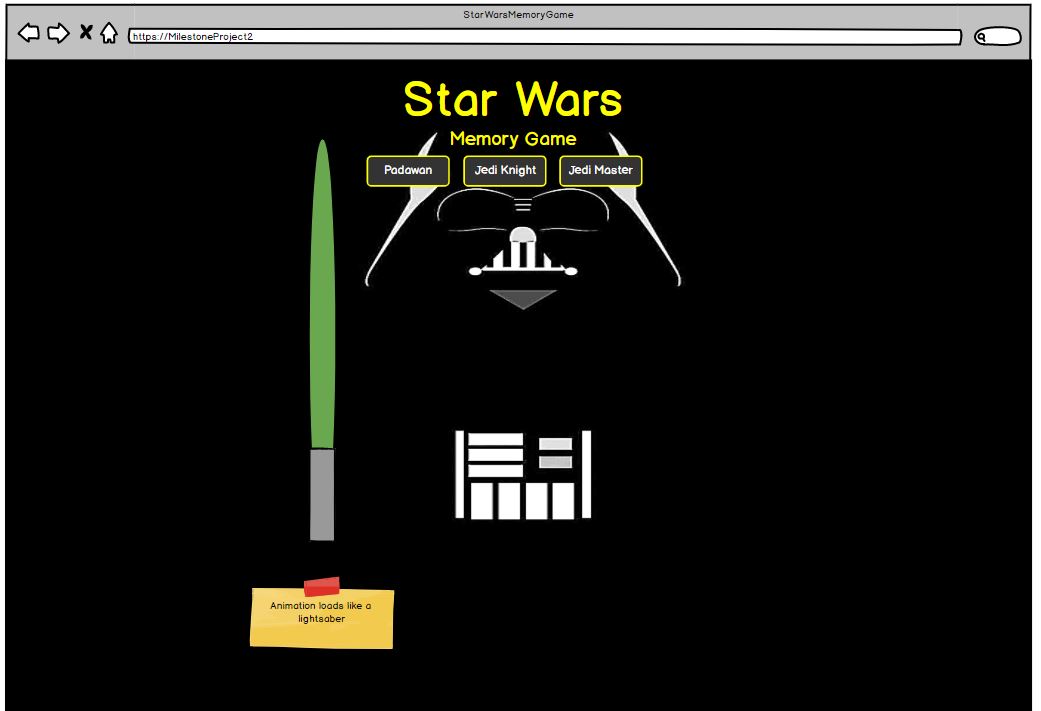 StarWarsMemoryGame
https://MilestoneProject2
Star Wars
Memory Game
Padawan
Jedi Knight
Jedi Master
Animation loads like a
lightsaber